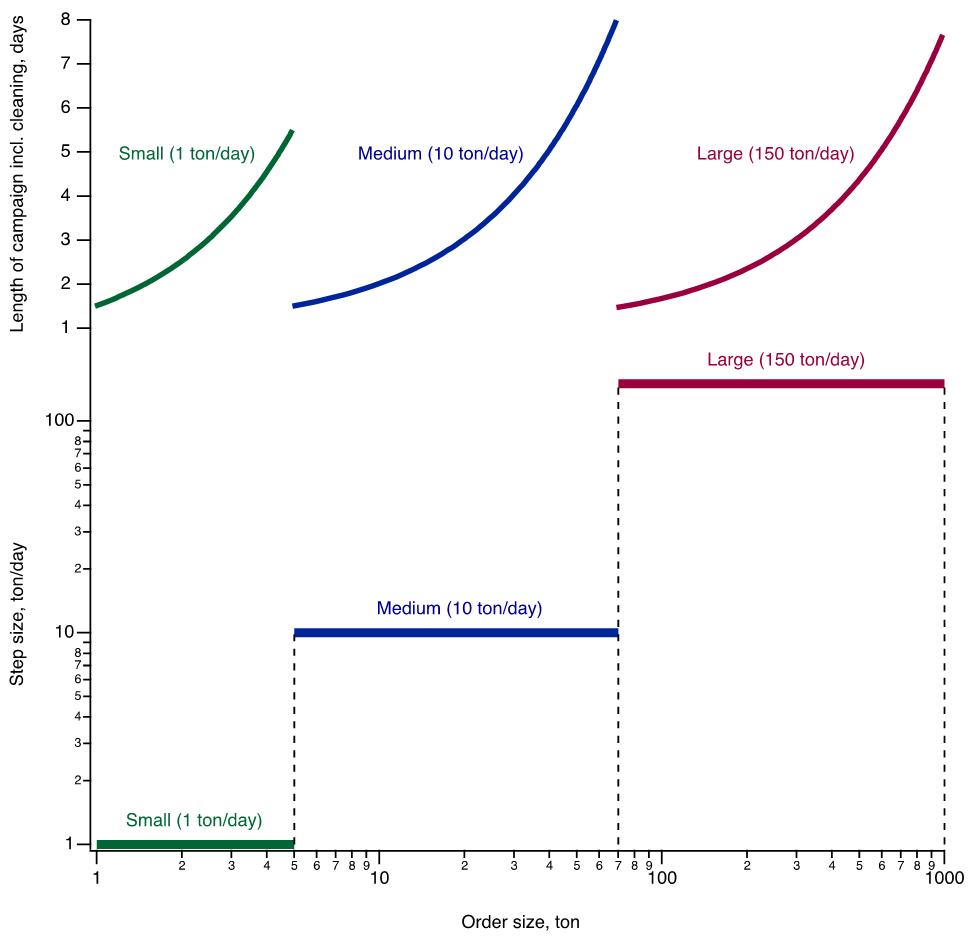 Length of campaign incl. cleaning, days
8
7
6
5
4
3
2
1
Small (1 ton/day)
Medium (10 ton/day)
Large (150 ton/day)
Large (150 ton/day)
Step size, ton/day
100
8
7
6
5
4
3
2
Medium (10 ton/day)
10
8
7
6
5
4
3
2
Small (1 ton/day)
1
2 3 4 5 6 7 8 9 2 3 4 5 6 7 8 9 2 3 4 5 6 7 8 9
1 10 100 1000
Order size, ton